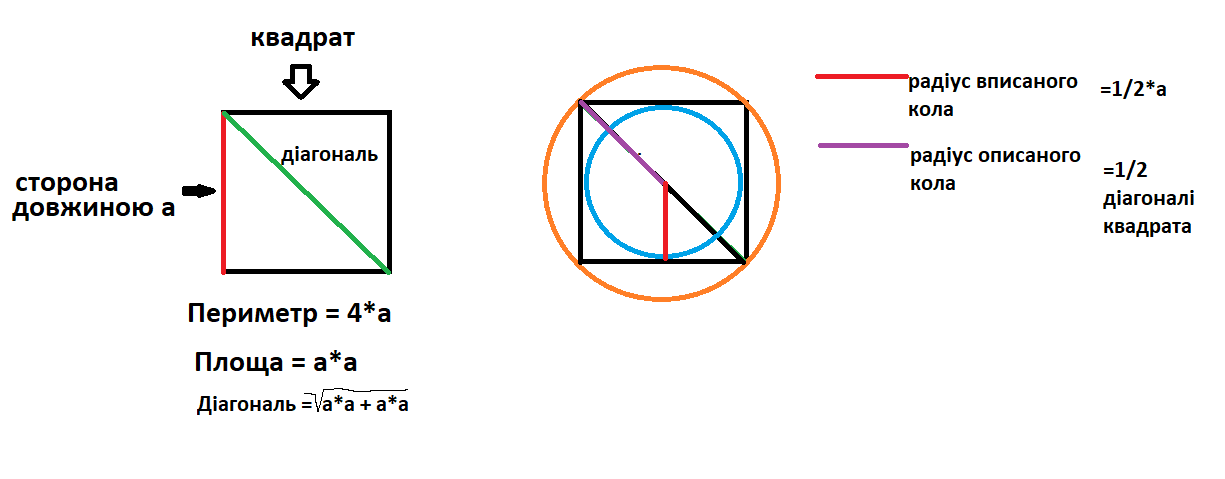 квадрат
діагональ
сторона
довжиною а
Периметр = 4*а
Площа = а*а
Діагональ =√а*а + а*а
радіус вписаного
кола
=1/2*а
радіус описаного
кола
=1/2
діагоналі
квадрата